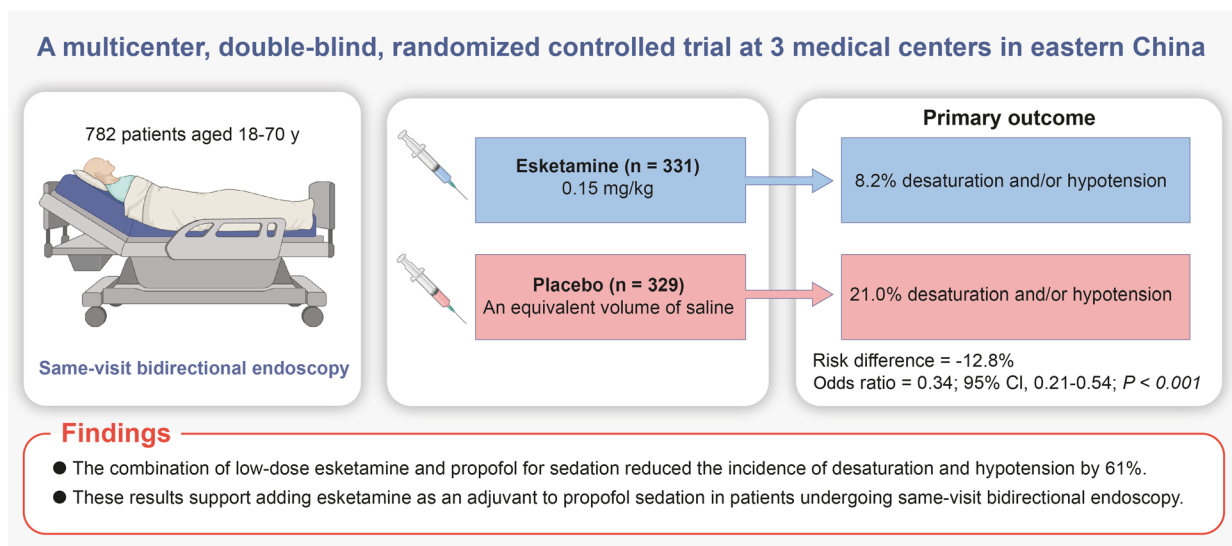 A multicenter, double-blind, randomized controlled trial at 3 medical centers in eastern China
782 patients aged 18-70 y
Same-visit bidirectional endoscopy
Esketamine (n = 331)
0.15 mg/kg
Placebo (n = 329)
An equivalent volume of saline
Primary outcome
8.2% desaturation and/or hypotension
21.0% desaturation and/or hypotension
Risk difference = -12.8%
Odds ratio = 0.34; 95% CI, 0.21-0.54; P < 0.001
Findings
● The combination of low-dose esketamine and propofol for sedation reduced the incidence of desaturation and hypotension by 61%.
● These results support adding esketamine as an adjuvant to propofol sedation in patients undergoing same-visit bidirectional endoscopy.